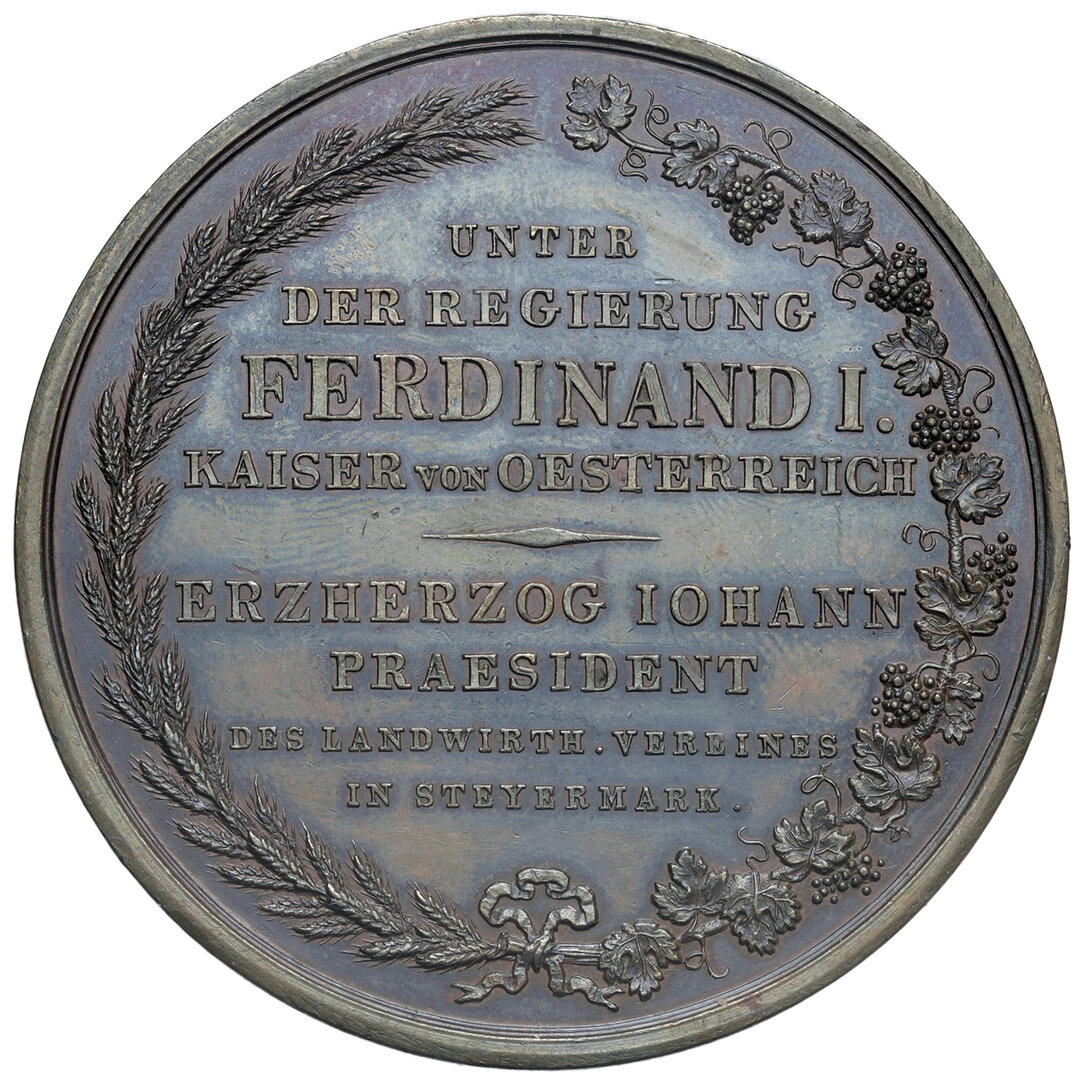 UNTER
DER REGIERUNG
FERDINAND I.
KAISER VON OESTERREICH
ERZHERZOG IOHANN
PRAESIDENT
DES LANDWIRTH. VEREINES
IN STEYERMARK.